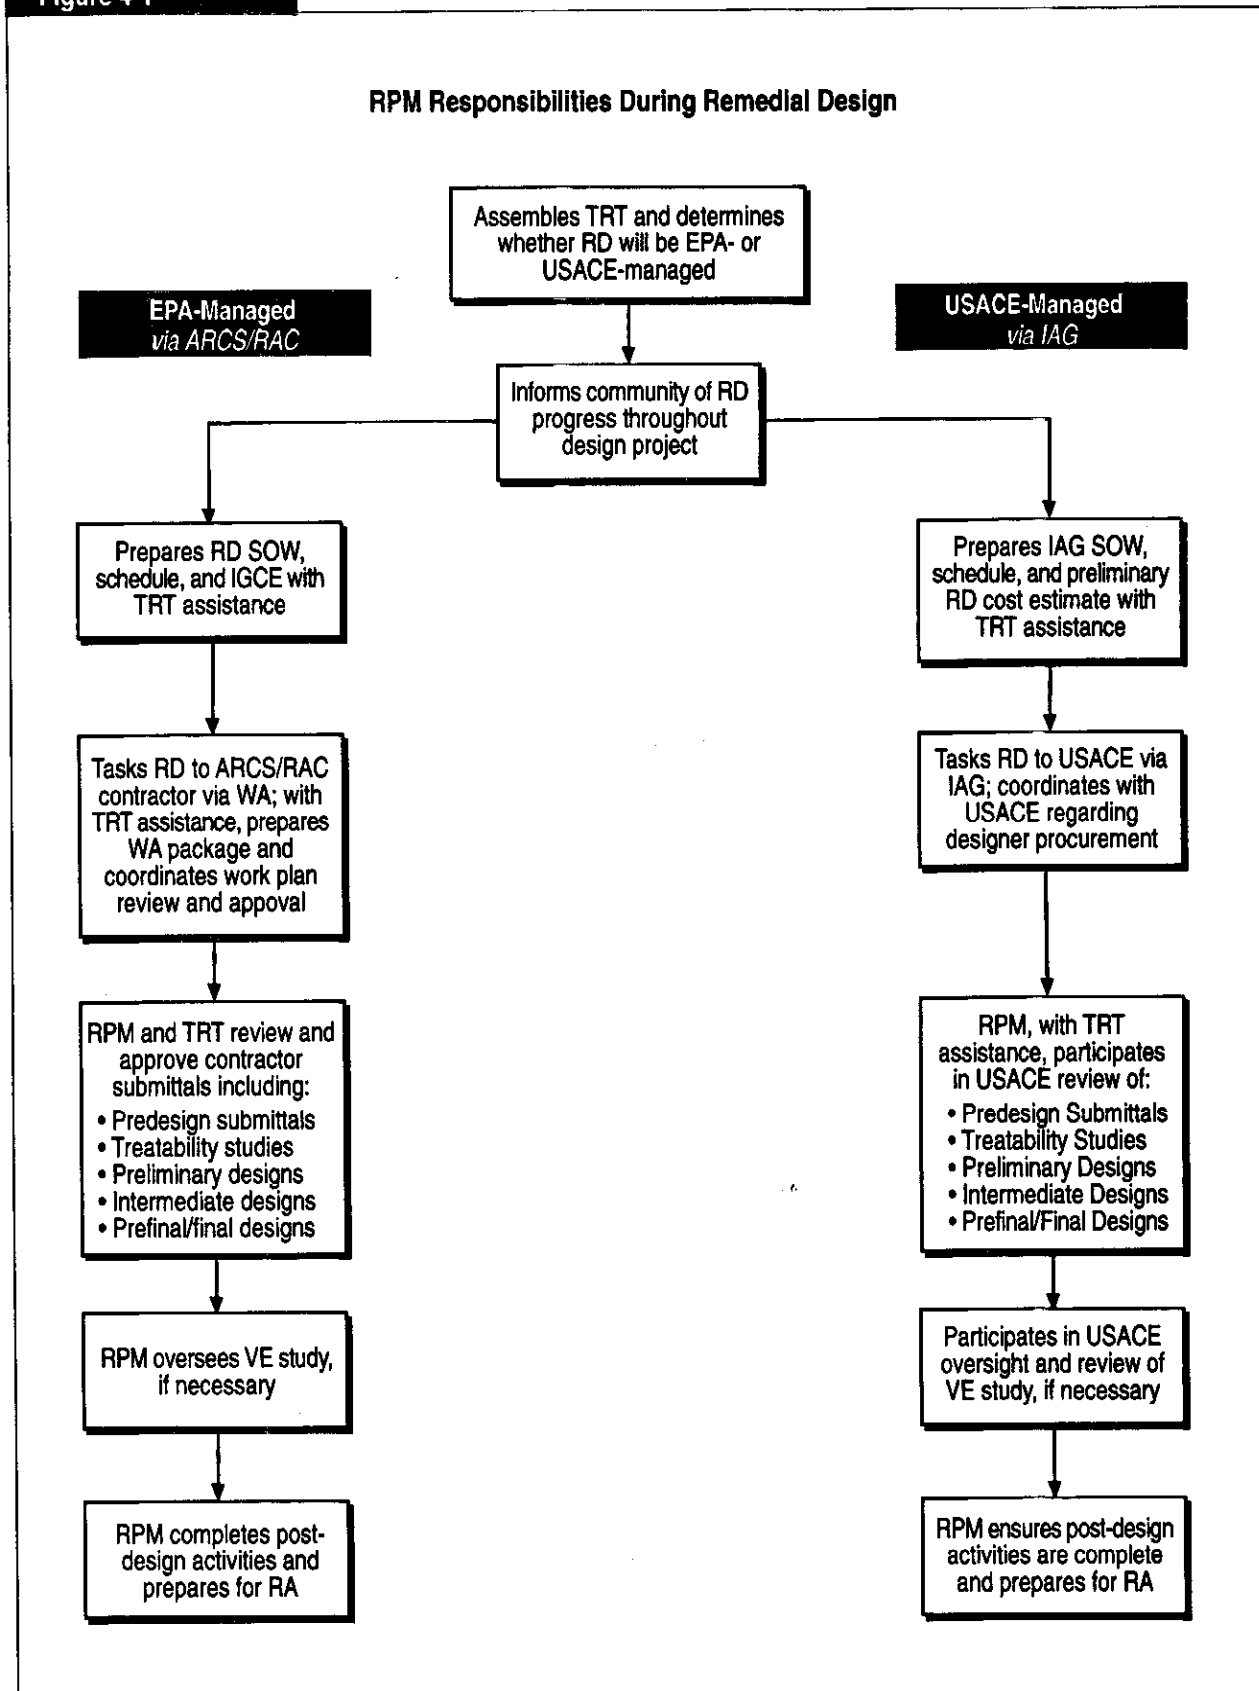 Figure 4-1
RPM Responsibilities During Remedial Design
Assembles TRT and determines
whether RD will be EPA- or
USACE-managed
EPA-Managed
via ARCS/RAC
USACE-Managed
via IAG
Informs community of RD
progress throughout
design project
Prepares RD SOW,
schedule, and IGCE with
TRT assistance
Tasks RD to ARCS/RAC
contractor via WA; with
TRT assistance, prepares
WA package and
coordinates work plan
review and appoval
RPM and TRT review and
approve contractor
submittals including:
• Predesign submittals
• Treatability studies
• Preliminary designs
• Intermediate designs
• Prefinal/final designs
RPM oversees VE study,
if necessary
RPM completes post-
design activities and
prepares for RA
Prepares IAG SOW,
schedule, and preliminary
RD cost estimate with
TRT assistance
Tasks RD to USACE via
IAG; coordinates with
USACE regarding
designer procurement
RPM, with TRT
assistance, participates
in USACE review of:
• Predesign Submittals
• Treatability Studies
• Preliminary Designs
• Intermediate Designs
• Prefinal/Final Designs
Participates in USACE
oversight and review of
VE study, if necessary
RPM ensures post-design
activities are complete
and prepares for RA